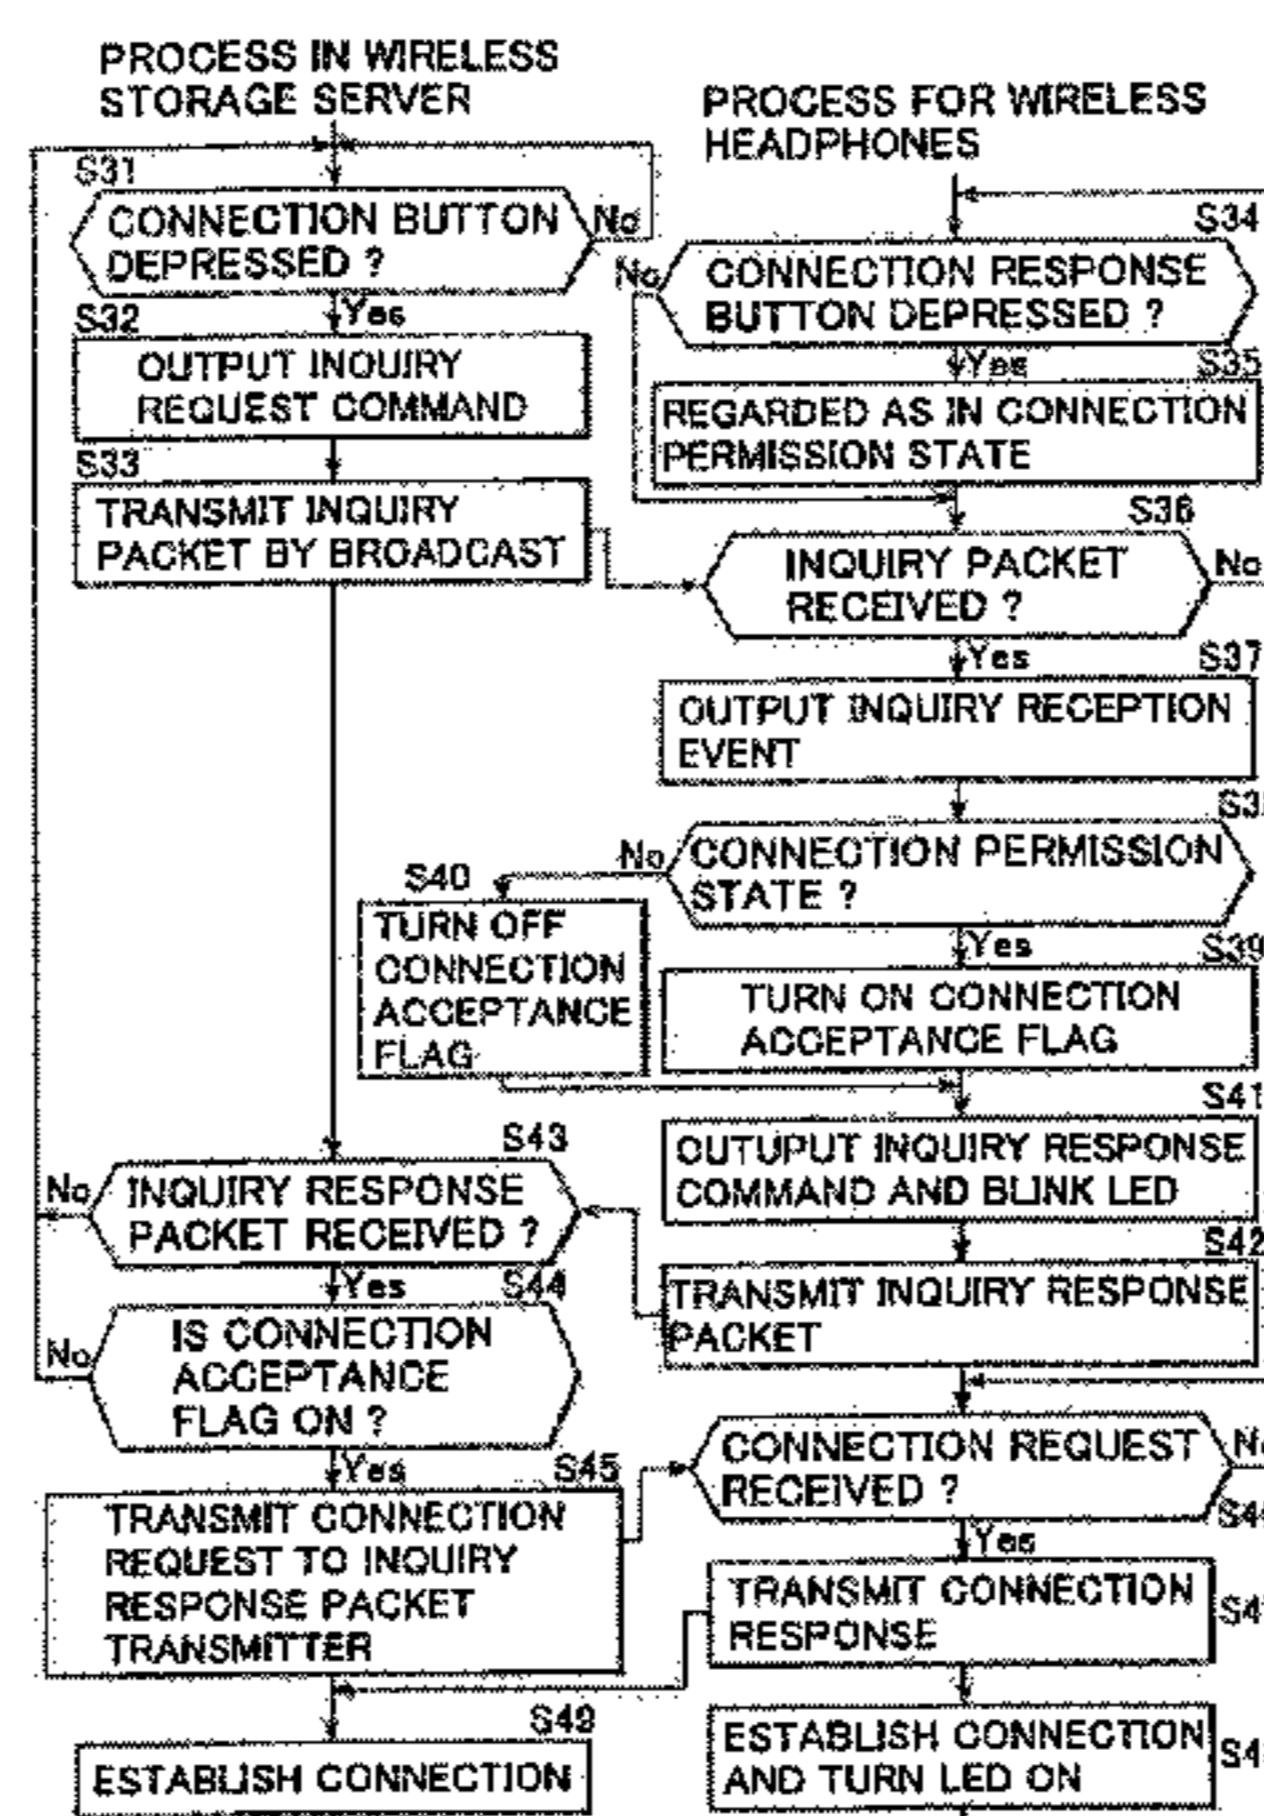 PROCESS IN WIRELESS
STORAGE SERVER
S31
CONNECTION BUTTON
DEPRESSED ?
No
Yes
S32
OUTPUT INQUIRY
REQUEST COMMAND
S33
TRANSMIT INQUIRY
PACKET BY BROADCAST
PROCESS FOR WIRELESS
HEADPHONES
S34
No
CONNECTION RESPONSE
BUTTON DEPRESSED ?
Yes
S35
REGARDED AS IN CONNECTION
PERMISSION STATE
S36
INQUIRY PACKET
RECEIVED ?
No
Yes
S37
OUTPUT INQUIRY RECEPTION
EVENT
No
CONNECTION PERMISSION
STATE ?
S40
TURN OFF
CONNECTION
ACCEPTANCE
FLAG
Yes
S39
TURN ON CONNECTION
ACCEPTANCE FLAG
S41
OUTUPUT INQUIRY RESPONSE
COMMAND AND BLINK LED
S42
TRANSMIT INQUIRY RESPONSE
PACKET
S43
No
INQUIRY RESPONSE
PACKET RECEIVED ?
Yes
S44
No
IS CONNECTION
ACCEPTANCE
FLAG ON ?
Yes
S45
TRANSMIT CONNECTION
REQUEST TO INQUIRY
RESPONSE PACKET
TRANSMITTER
CONNECTION REQUEST
RECEIVED ?
Yes
TRANSMIT CONNECTION
RESPONSE
ESTABLISH CONNECTION
AND TURN LED ON
S49
ESTABLISH CONNECTION